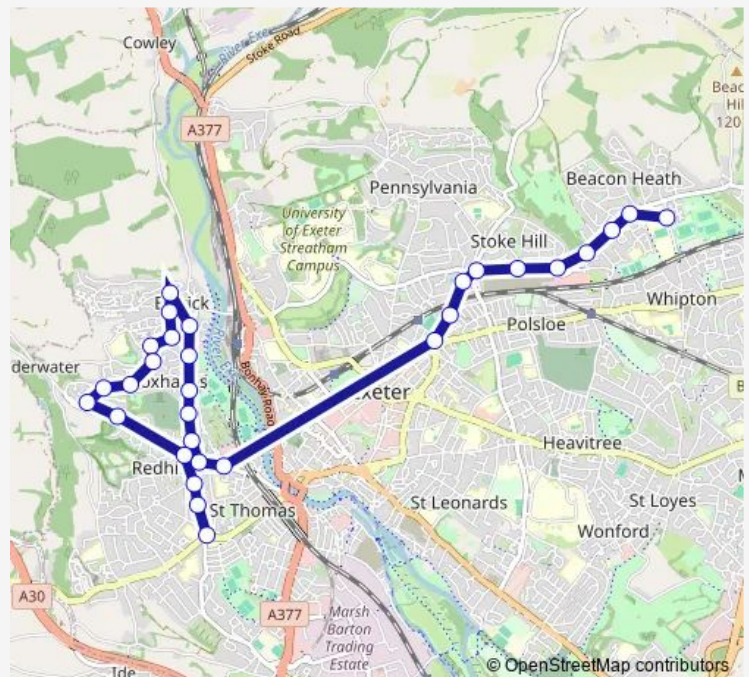 Cowley
River Exe
Stoke Road
A377
Beac
Hil
120
Pennsylvania
Beacon Heath
University
of Exeter
Streatham
Campus
Stoke Hill
Whipton
Polsloe
derwater
Bonhay Road
Exeter
Heavitree
Redhi
St Thomas
St Leonards
St Loyes
Wonford
A30
A377
B
M
Marsh
Barton
Trading
Estate
Ide
© OpenStreetMap contributors